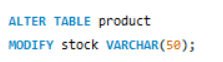 ALTER TABLE product
MODIFY stock VARCHAR(50);